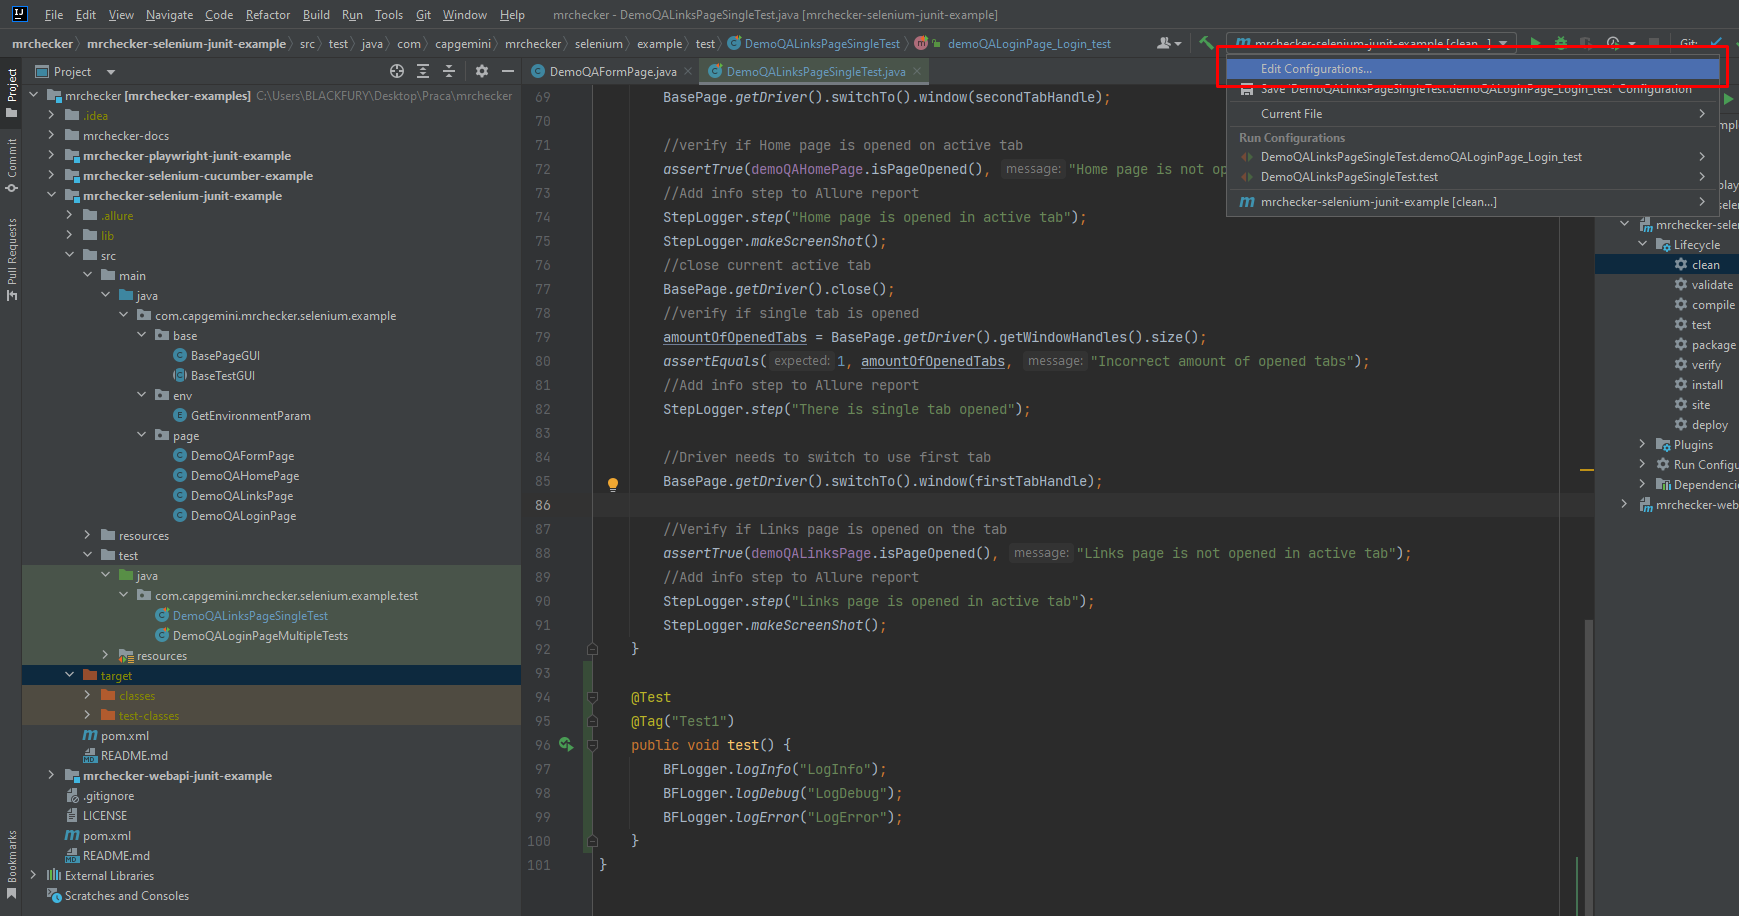 File Edit View Navigate Code Refactor Build Run Tools Git Window Help mrchecker - DemoQALinksPageSingleTest.java [mrchecker-selenium-junit-example]
mrchecker mrchecker-selenium-junit-example src test java com capgemini mrchecker selenium example test DemoQALinksPageSingleTest demoQALoginPage_Login_test mrchecker-selenium-junit-example [clean...] Git:
Project
DemoQAFormPage.java DemoQALinksPageSingleTest.java
Project
Commit
Pull Requests
Bookmarks
mrchecker [mrchecker-examples] C:\Users\BLACKFURY\Desktop\Praca\mrchecker
.idea
mrchecker-docs
mrchecker-playwright-junit-example
mrchecker-selenium-cucumber-example
mrchecker-selenium-junit-example
.allure
lib
src
main
java
com.capgemini.mrchecker.selenium.example
base
BasePageGUI
BaseTestGUI
env
GetEnvironmentParam
page
DemoQAFormPage
DemoQAHomePage
DemoQALinksPage
DemoQALoginPage
resources
test
java
com.capgemini.mrchecker.selenium.example.test
DemoQALinksPageSingleTest
DemoQALoginPageMultipleTests
resources
target
classes
test-classes
pom.xml
README.md
mrchecker-webapi-junit-example
.gitignore
LICENSE
pom.xml
README.md
External Libraries
Scratches and Consoles
69 BasePage.getDriver().switchTo().window(secondTabHandle);
70
71 //verify if Home page is opened on active tab
72 assertTrue(demoQAHomePage.isPageOpened(), message: "Home page is not op
73 //Add info step to Allure report
74 StepLogger.step("Home page is opened in active tab");
75 StepLogger.makeScreenShot();
76 //close current active tab
77 BasePage.getDriver().close();
78 //verify if single tab is opened
79 amountOfOpenedTabs = BasePage.getDriver().getWindowHandles().size();
80 assertEquals( expected: 1, amountOfOpenedTabs, message: "Incorrect amount of opened tabs");
81 //Add info step to Allure report
82 StepLogger.step("There is single tab opened");
83
84 //Driver needs to switch to use first tab
85 BasePage.getDriver().switchTo().window(firstTabHandle);
86
87 //Verify if Links page is opened on the tab
88 assertTrue(demoQALinksPage.isPageOpened(), message: "Links page is not opened in active tab");
89 //Add info step to Allure report
90 StepLogger.step("Links page is opened in active tab");
91 StepLogger.makeScreenShot();
92 }
93
94 @Test
95 @Tag("Test1")
96 public void test() {
97 BFLogger.logInfo("LogInfo");
98 BFLogger.logDebug("LogDebug");
99 BFLogger.logError("LogError");
100 }
101 }
Edit Configurations...
Save 'DemoQALinksPageSingleTest.demoQALoginPage_Login_test' Configuration
Current File
Run Configurations
DemoQALinksPageSingleTest.demoQALoginPage_Login_test
DemoQALinksPageSingleTest.test
mrchecker-selenium-junit-example [clean...]
mrchecker-sele
Lifecycle
clean
validate
compile
test
package
verify
install
site
deploy
Plugins
Run Configu
Dependencie
mrchecker-web